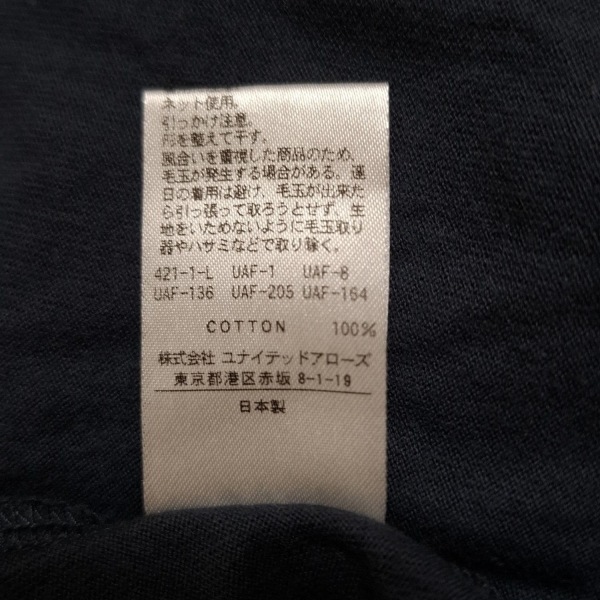 ネット使用。
引っかけ注意。
形を整えて干す。
風合いを重視した商品のため、
毛玉が発生する場合がある。連
日の着用は避け、毛玉が出来た
ら引っ張って取ろうとせず、生
地をいためないように毛玉取り
器やハサミなどで取り除く。
421-1-L UAF-1 UAF-8
UAF-136 UAF-205 UAF-164
COTTON 100%
株式会社 ユナイテッドアローズ
東京都港区赤坂 8-1-19
日本製